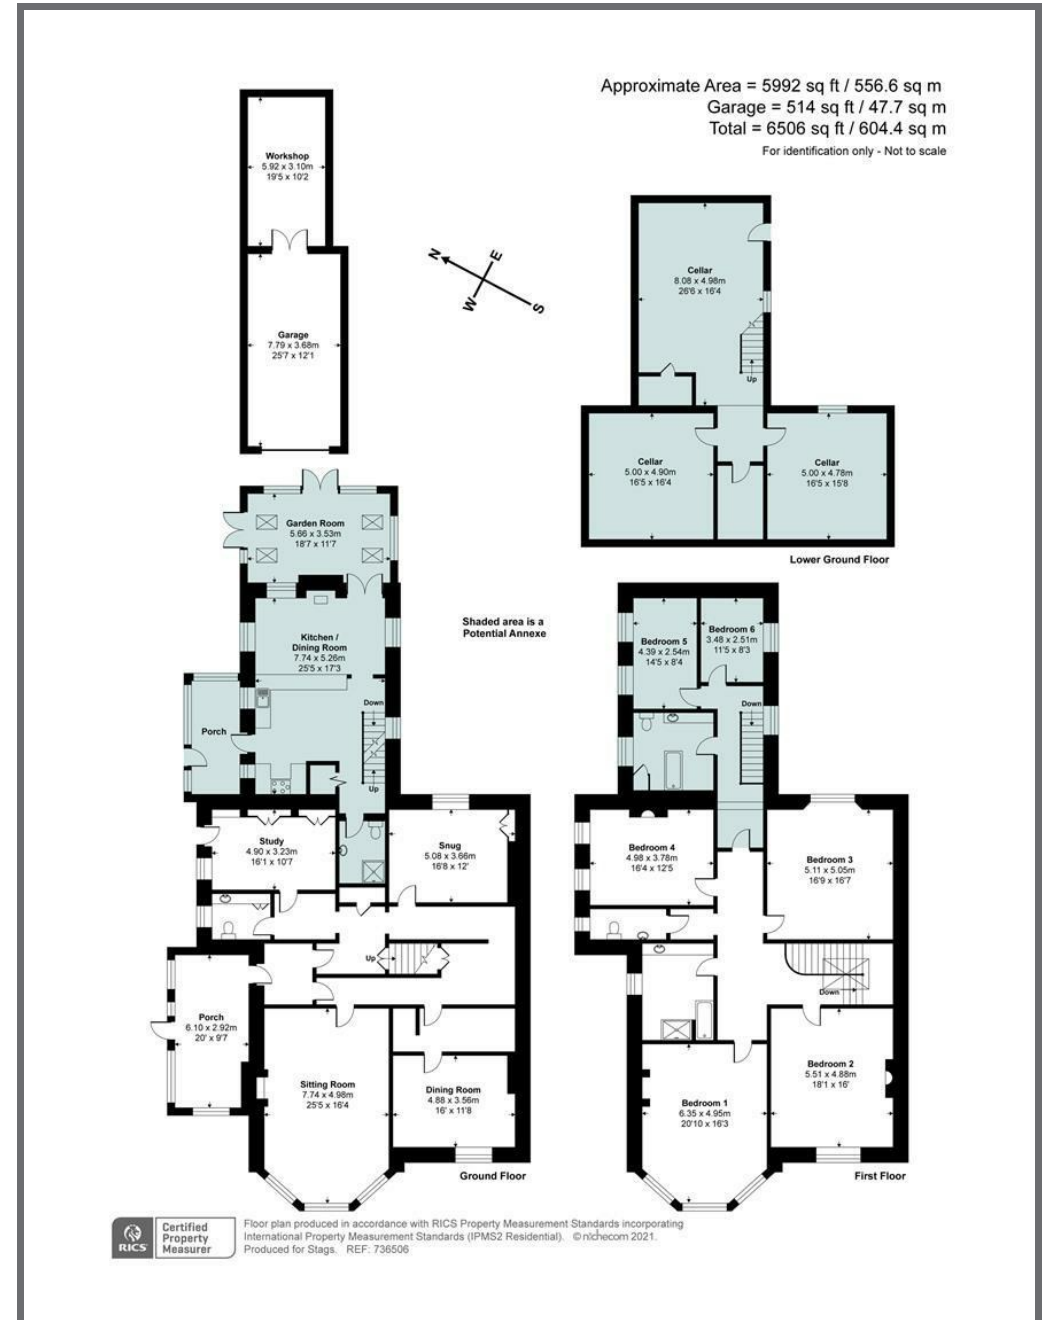 Approximate Area = 5992 sq ft / 556.6 sq m
Garage = 514 sq ft / 47.7 sq m
Total = 6506 sq ft / 604.4 sq m
For identification only - Not to scale
Workshop
5.92 x 3.10m
19'5 x 10'2
N
E
W
S
Garage
7.79 x 3.68m
25'7 x 12'1
Cellar
8.08 x 4.98m
26'6 x 16'4
Up
Cellar
5.00 x 4.90m
16'5 x 16'4
Cellar
5.00 x 4.78m
16'5 x 15'8
Lower Ground Floor
Garden Room
5.66 x 3.53m
18'7 x 11'7
Kitchen /
Dining Room
7.74 x 5.26m
25'5 x 17'3
Down
Porch
Up
Shaded area is a
Potential Annexe
Study
4.90 x 3.23m
16'1 x 10'7
Snug
5.08 x 3.66m
16'8 x 12'
Up
Porch
6.10 x 2.92m
20' x 9'7
Sitting Room
7.74 x 4.98m
25'5 x 16'4
Dining Room
4.88 x 3.56m
16' x 11'8
Ground Floor
Bedroom 5
4.39 x 2.54m
14'5 x 8'4
Bedroom 6
3.48 x 2.51m
11'5 x 8'3
Down
Bedroom 4
4.98 x 3.78m
16'4 x 12'5
Bedroom 3
5.11 x 5.05m
16'9 x 16'7
Down
Bedroom 2
5.51 x 4.88m
18'1 x 16'
Bedroom 1
6.35 x 4.95m
20'10 x 16'3
First Floor
RICS
Certified
Property
Measurer
Floor plan produced in accordance with RICS Property Measurement Standards incorporating
International Property Measurement Standards (IPMS2 Residential). © nichecom 2021.
Produced for Stags. REF: 736506